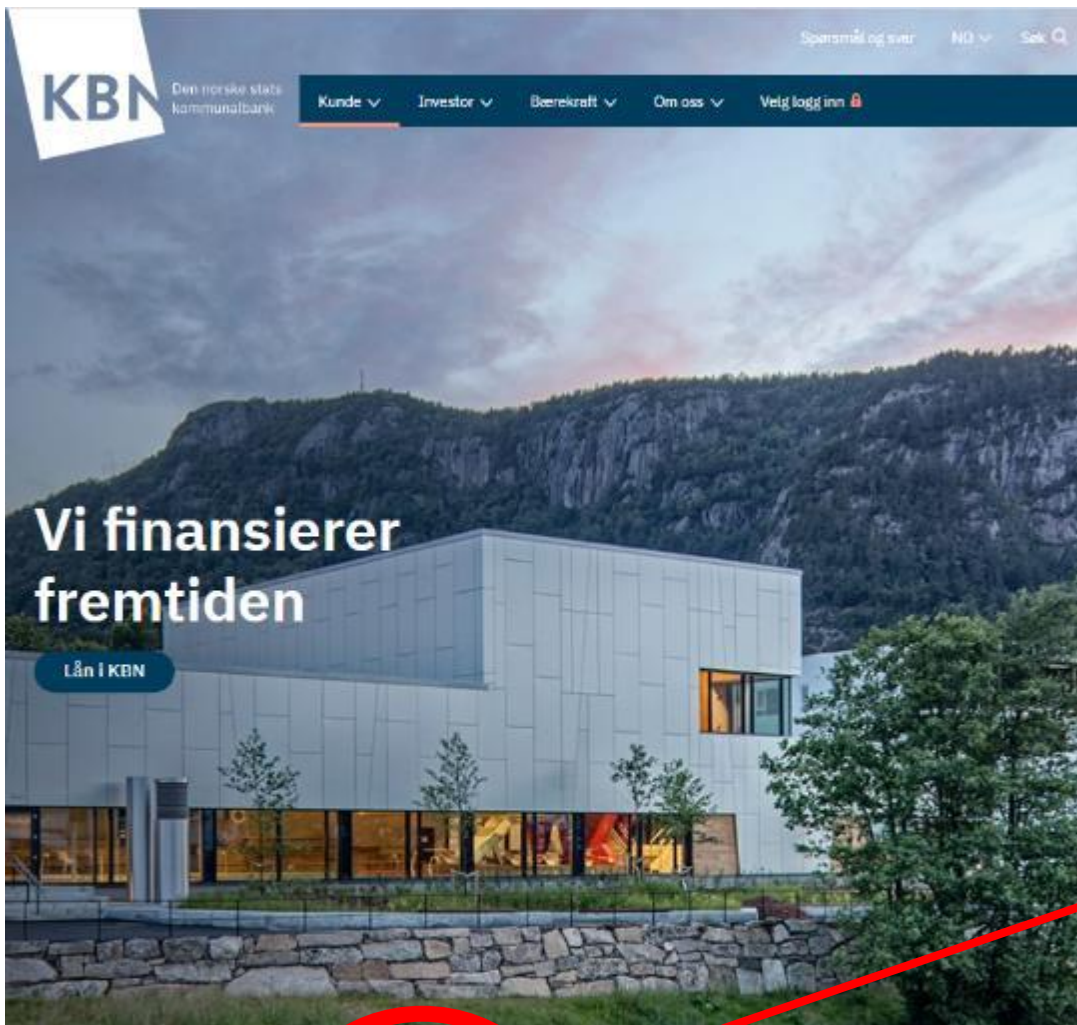 Spørsmål og svar NO Søk
KBN
Den norske stats
kommunalbank
Kunde Investor Bærekraft Om oss Velg logg inn
Vi finansierer
fremtiden
Lån i KBN